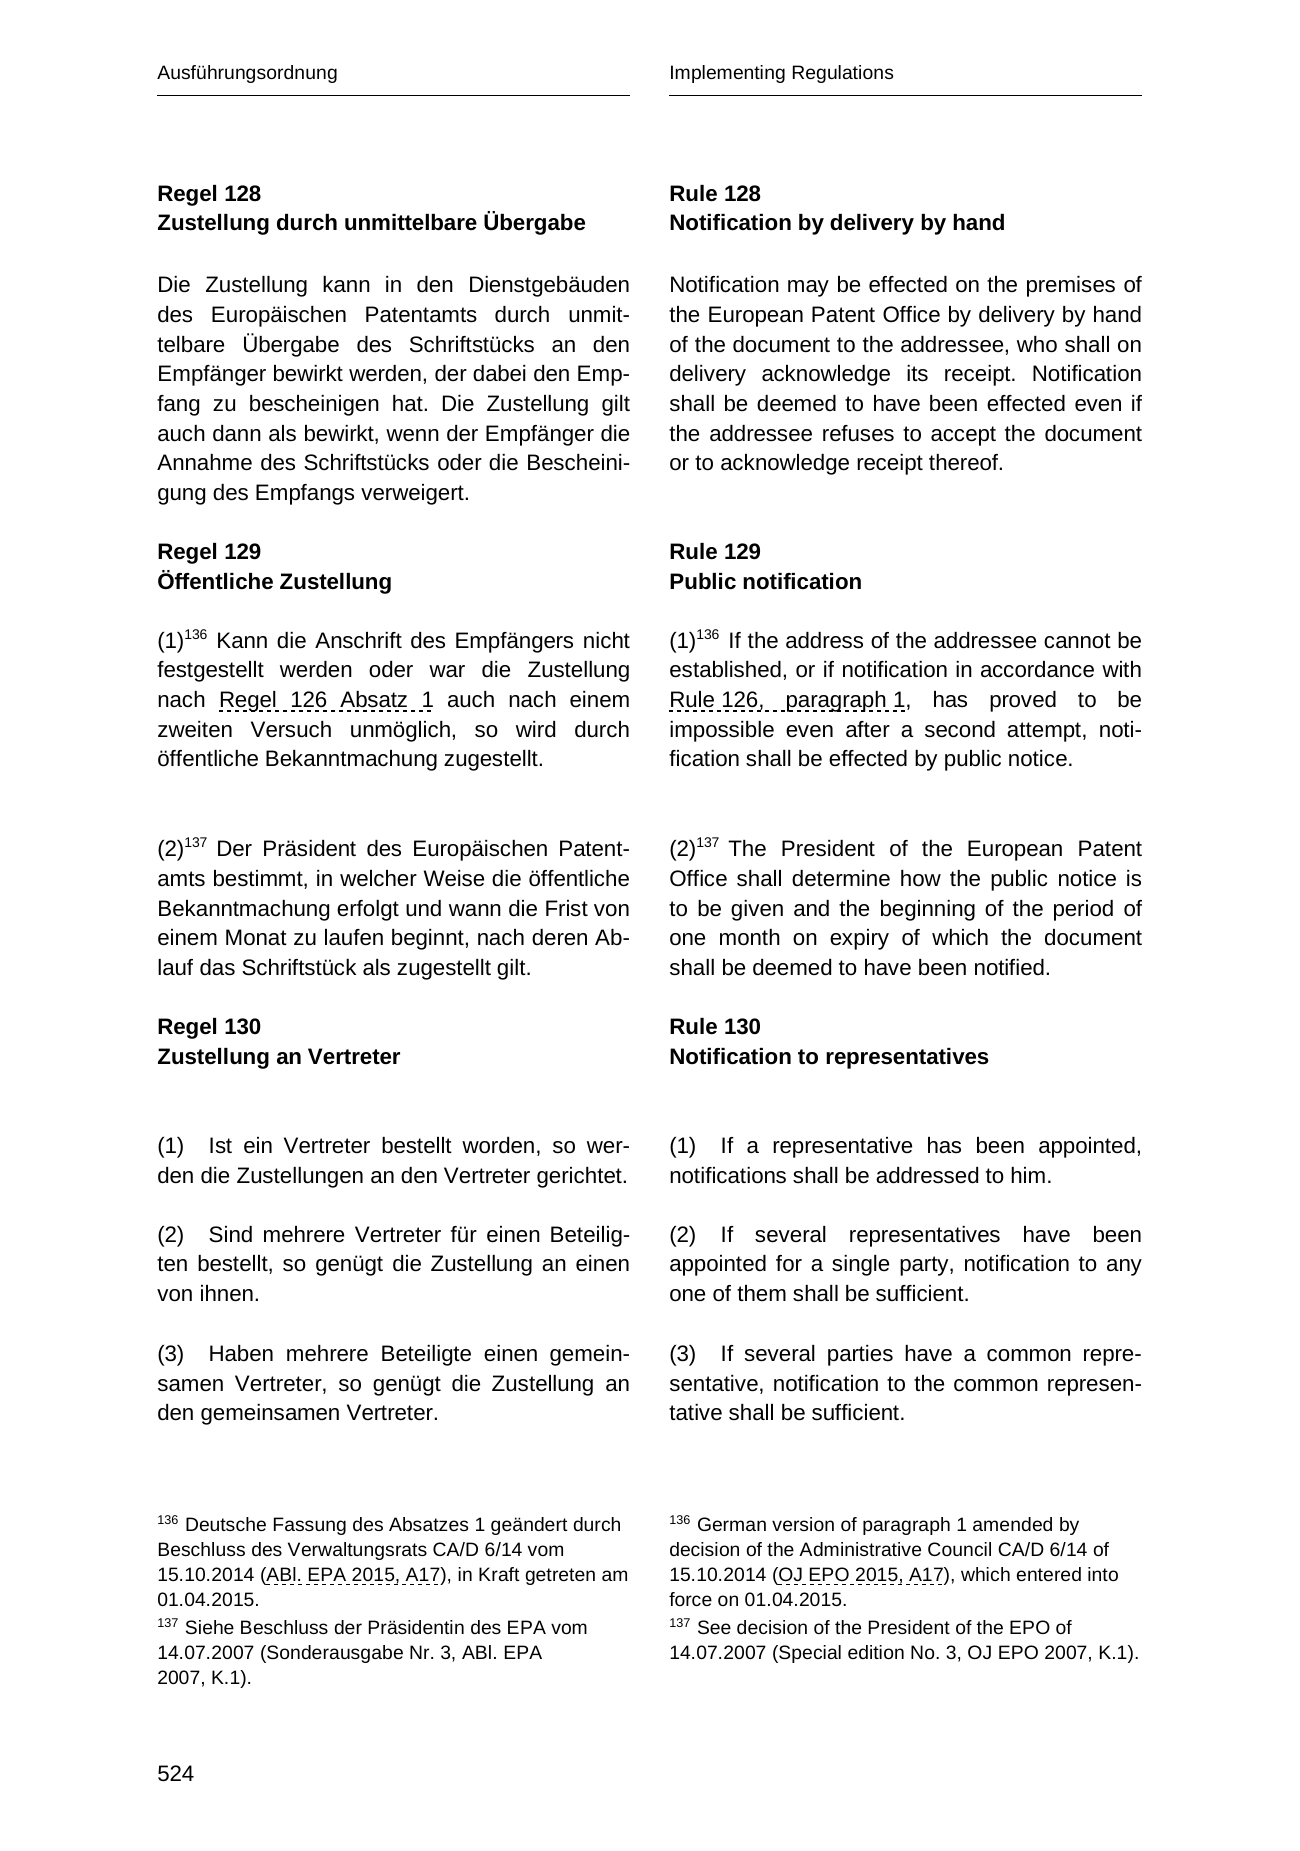 Ausführungsordnung
Regel 128
Zustellung durch unmittelbare Übergabe
Die Zustellung kann in den Dienstgebäuden
des Europäischen Patentamts durch unmit-
telbare Übergabe des Schriftstücks an den
Empfänger bewirkt werden, der dabei den Emp-
fang zu bescheinigen hat. Die Zustellung gilt
auch dann als bewirkt, wenn der Empfänger die
Annahme des Schriftstücks oder die Bescheini-
gung des Empfangs verweigert.
Regel 129
Öffentliche Zustellung
(1)136 Kann die Anschrift des Empfängers nicht
festgestellt werden oder war die Zustellung
nach Regel 126 Absatz 1 auch nach einem
zweiten Versuch unmöglich, so wird durch
öffentliche Bekanntmachung zugestellt.
(2)137 Der Präsident des Europäischen Patent-
amts bestimmt, in welcher Weise die öffentliche
Bekanntmachung erfolgt und wann die Frist von
einem Monat zu laufen beginnt, nach deren Ab-
lauf das Schriftstück als zugestellt gilt.
Regel 130
Zustellung an Vertreter
(1) Ist ein Vertreter bestellt worden, so wer-
den die Zustellungen an den Vertreter gerichtet.
(2) Sind mehrere Vertreter für einen Beteilig-
ten bestellt, so genügt die Zustellung an einen
von ihnen.
(3) Haben mehrere Beteiligte einen gemein-
samen Vertreter, so genügt die Zustellung an
den gemeinsamen Vertreter.
136 Deutsche Fassung des Absatzes 1 geändert durch
Beschluss des Verwaltungsrats CA/D 6/14 vom
15.10.2014 (ABl. EPA 2015, A17), in Kraft getreten am
01.04.2015.
137 Siehe Beschluss der Präsidentin des EPA vom
14.07.2007 (Sonderausgabe Nr. 3, ABl. EPA
2007, K.1).
Implementing Regulations
Rule 128
Notification by delivery by hand
Notification may be effected on the premises of
the European Patent Office by delivery by hand
of the document to the addressee, who shall on
delivery acknowledge its receipt. Notification
shall be deemed to have been effected even if
the addressee refuses to accept the document
or to acknowledge receipt thereof.
Rule 129
Public notification
(1)136 If the address of the addressee cannot be
established, or if notification in accordance with
Rule 126, paragraph 1, has proved to be
impossible even after a second attempt, noti-
fication shall be effected by public notice.
(2)137 The President of the European Patent
Office shall determine how the public notice is
to be given and the beginning of the period of
one month on expiry of which the document
shall be deemed to have been notified.
Rule 130
Notification to representatives
(1) If a representative has been appointed,
notifications shall be addressed to him.
(2) If several representatives have been
appointed for a single party, notification to any
one of them shall be sufficient.
(3) If several parties have a common repre-
sentative, notification to the common represen-
tative shall be sufficient.
136 German version of paragraph 1 amended by
decision of the Administrative Council CA/D 6/14 of
15.10.2014 (OJ EPO 2015, A17), which entered into
force on 01.04.2015.
137 See decision of the President of the EPO of
14.07.2007 (Special edition No. 3, OJ EPO 2007, K.1).
524